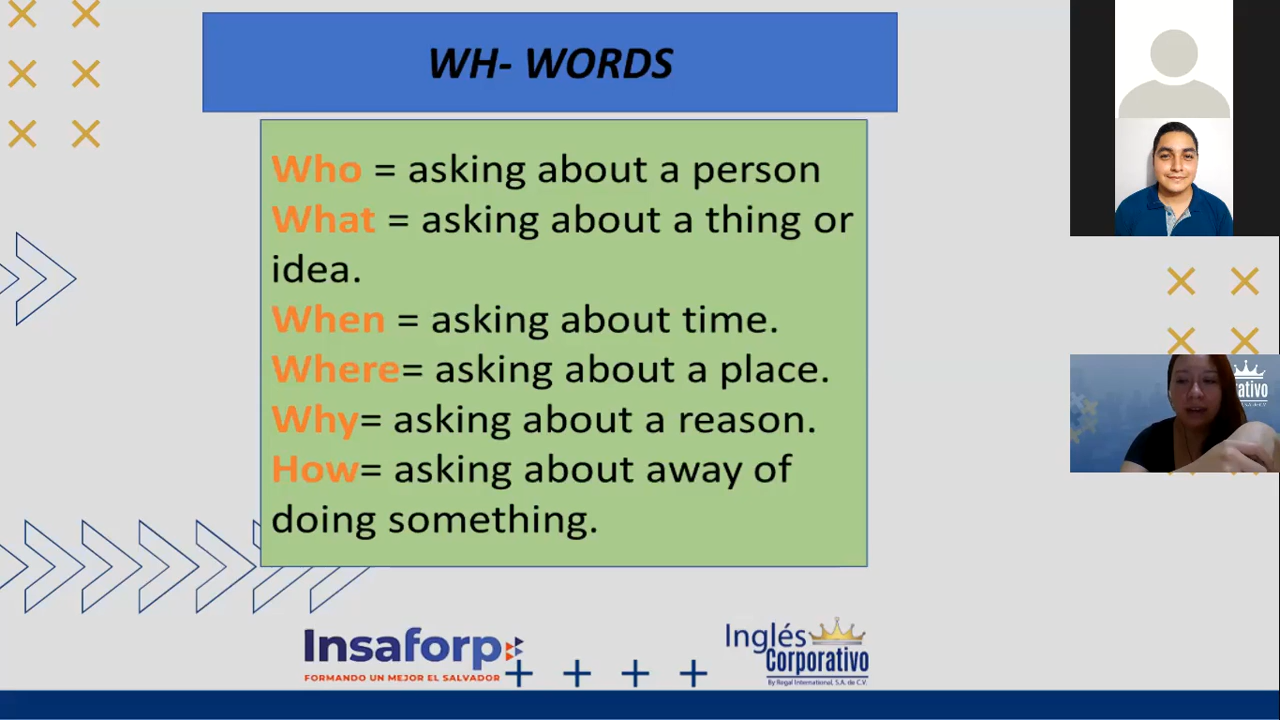 WH- WORDS
Who = asking about a person
What = asking about a thing or
idea.
When = asking about time.
Where= asking about a place.
Why= asking about a reason.
How= asking about away of
doing something.
Insaforp
FORMANDO UN MEJOR EL SALVADOR
Inglés
Corporativo
By Regal International, S.A. de C.V.
rativo